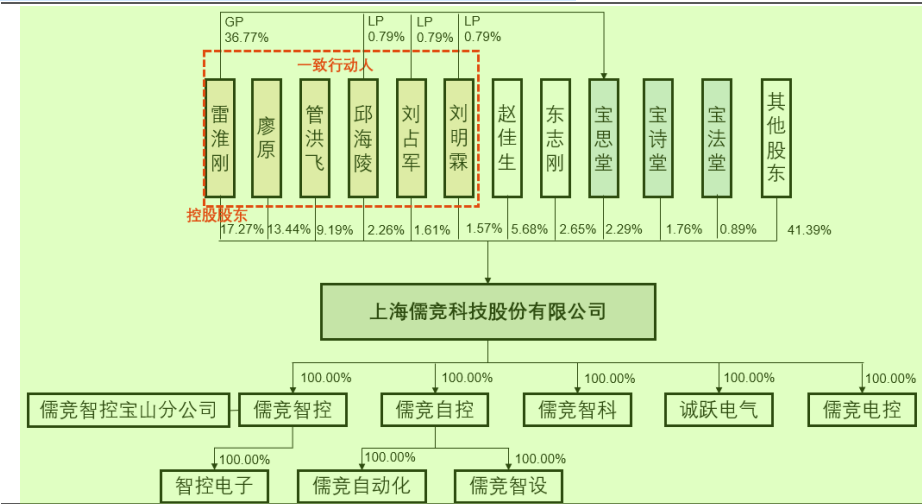 GP
36.77%
LP
0.79%
LP
0.79%
LP
0.79%
一致行动人
雷淮刚
廖原
管洪飞
邱海陵
刘占军
刘明霖
赵佳生
东志刚
宝思堂
宝诗堂
宝法堂
其他股东
控股股东
17.27%
13.44%
9.19%
2.26%
1.61%
1.57%
5.68%
2.65%
2.29%
1.76%
0.89%
41.39%
上海儒竞科技股份有限公司
100.00%
100.00%
100.00%
100.00%
100.00%
儒竞智控宝山分公司
儒竞智控
儒竞自控
儒竞智科
诚跃电气
儒竞电控
100.00%
100.00%
100.00%
智控电子
儒竞自动化
儒竞智设